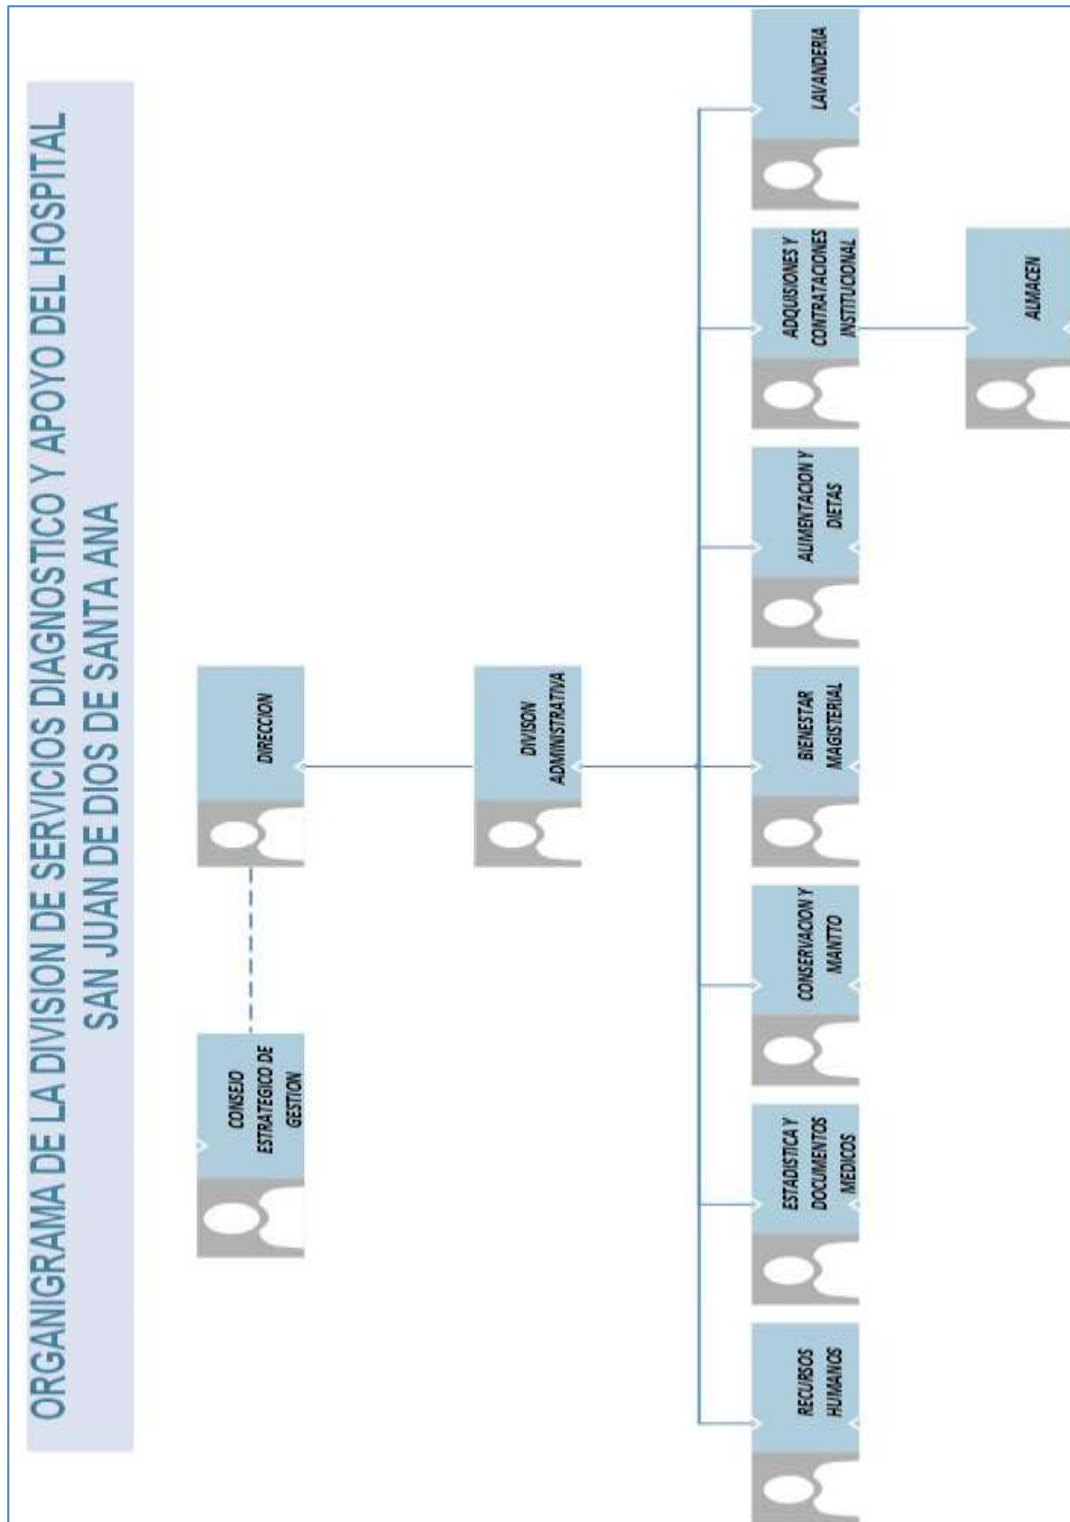 ORGANIGRAMA DE LA DIVISION DE SERVICIOS DIAGNOSTICO Y APOYO DEL HOSPITAL
SAN JUAN DE DIOS DE SANTA ANA
CONSEJO
ESTRATEGICO DE
GESTION
DIRECCION
DIVISON
ADMINISTRATIVA
RECURSOS
HUMANOS
ESTADISTICA Y
DOCUMENTOS
MEDICOS
CONSERVACION Y
MANTTO
BIENESTAR
MAGISTERIAL
ALIMENTACION Y
DIETAS
ADQUISIONES Y
CONTRATACIONES
INSTITUCIONAL
LAVANDERIA
ALMACEN